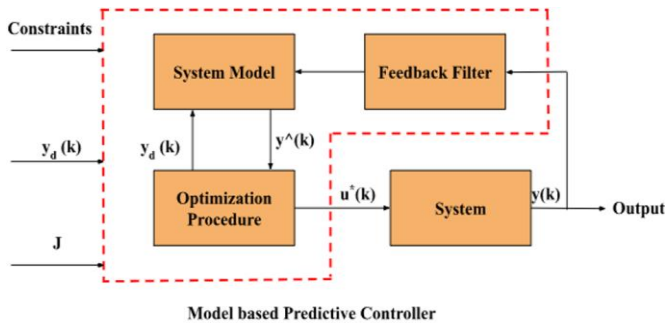 Constraints
System Model
Feedback Filter
y_d (k)
y_d (k)
y^(k)
Optimization
Procedure
u*(k)
System
y(k)
Output
J
Model based Predictive Controller